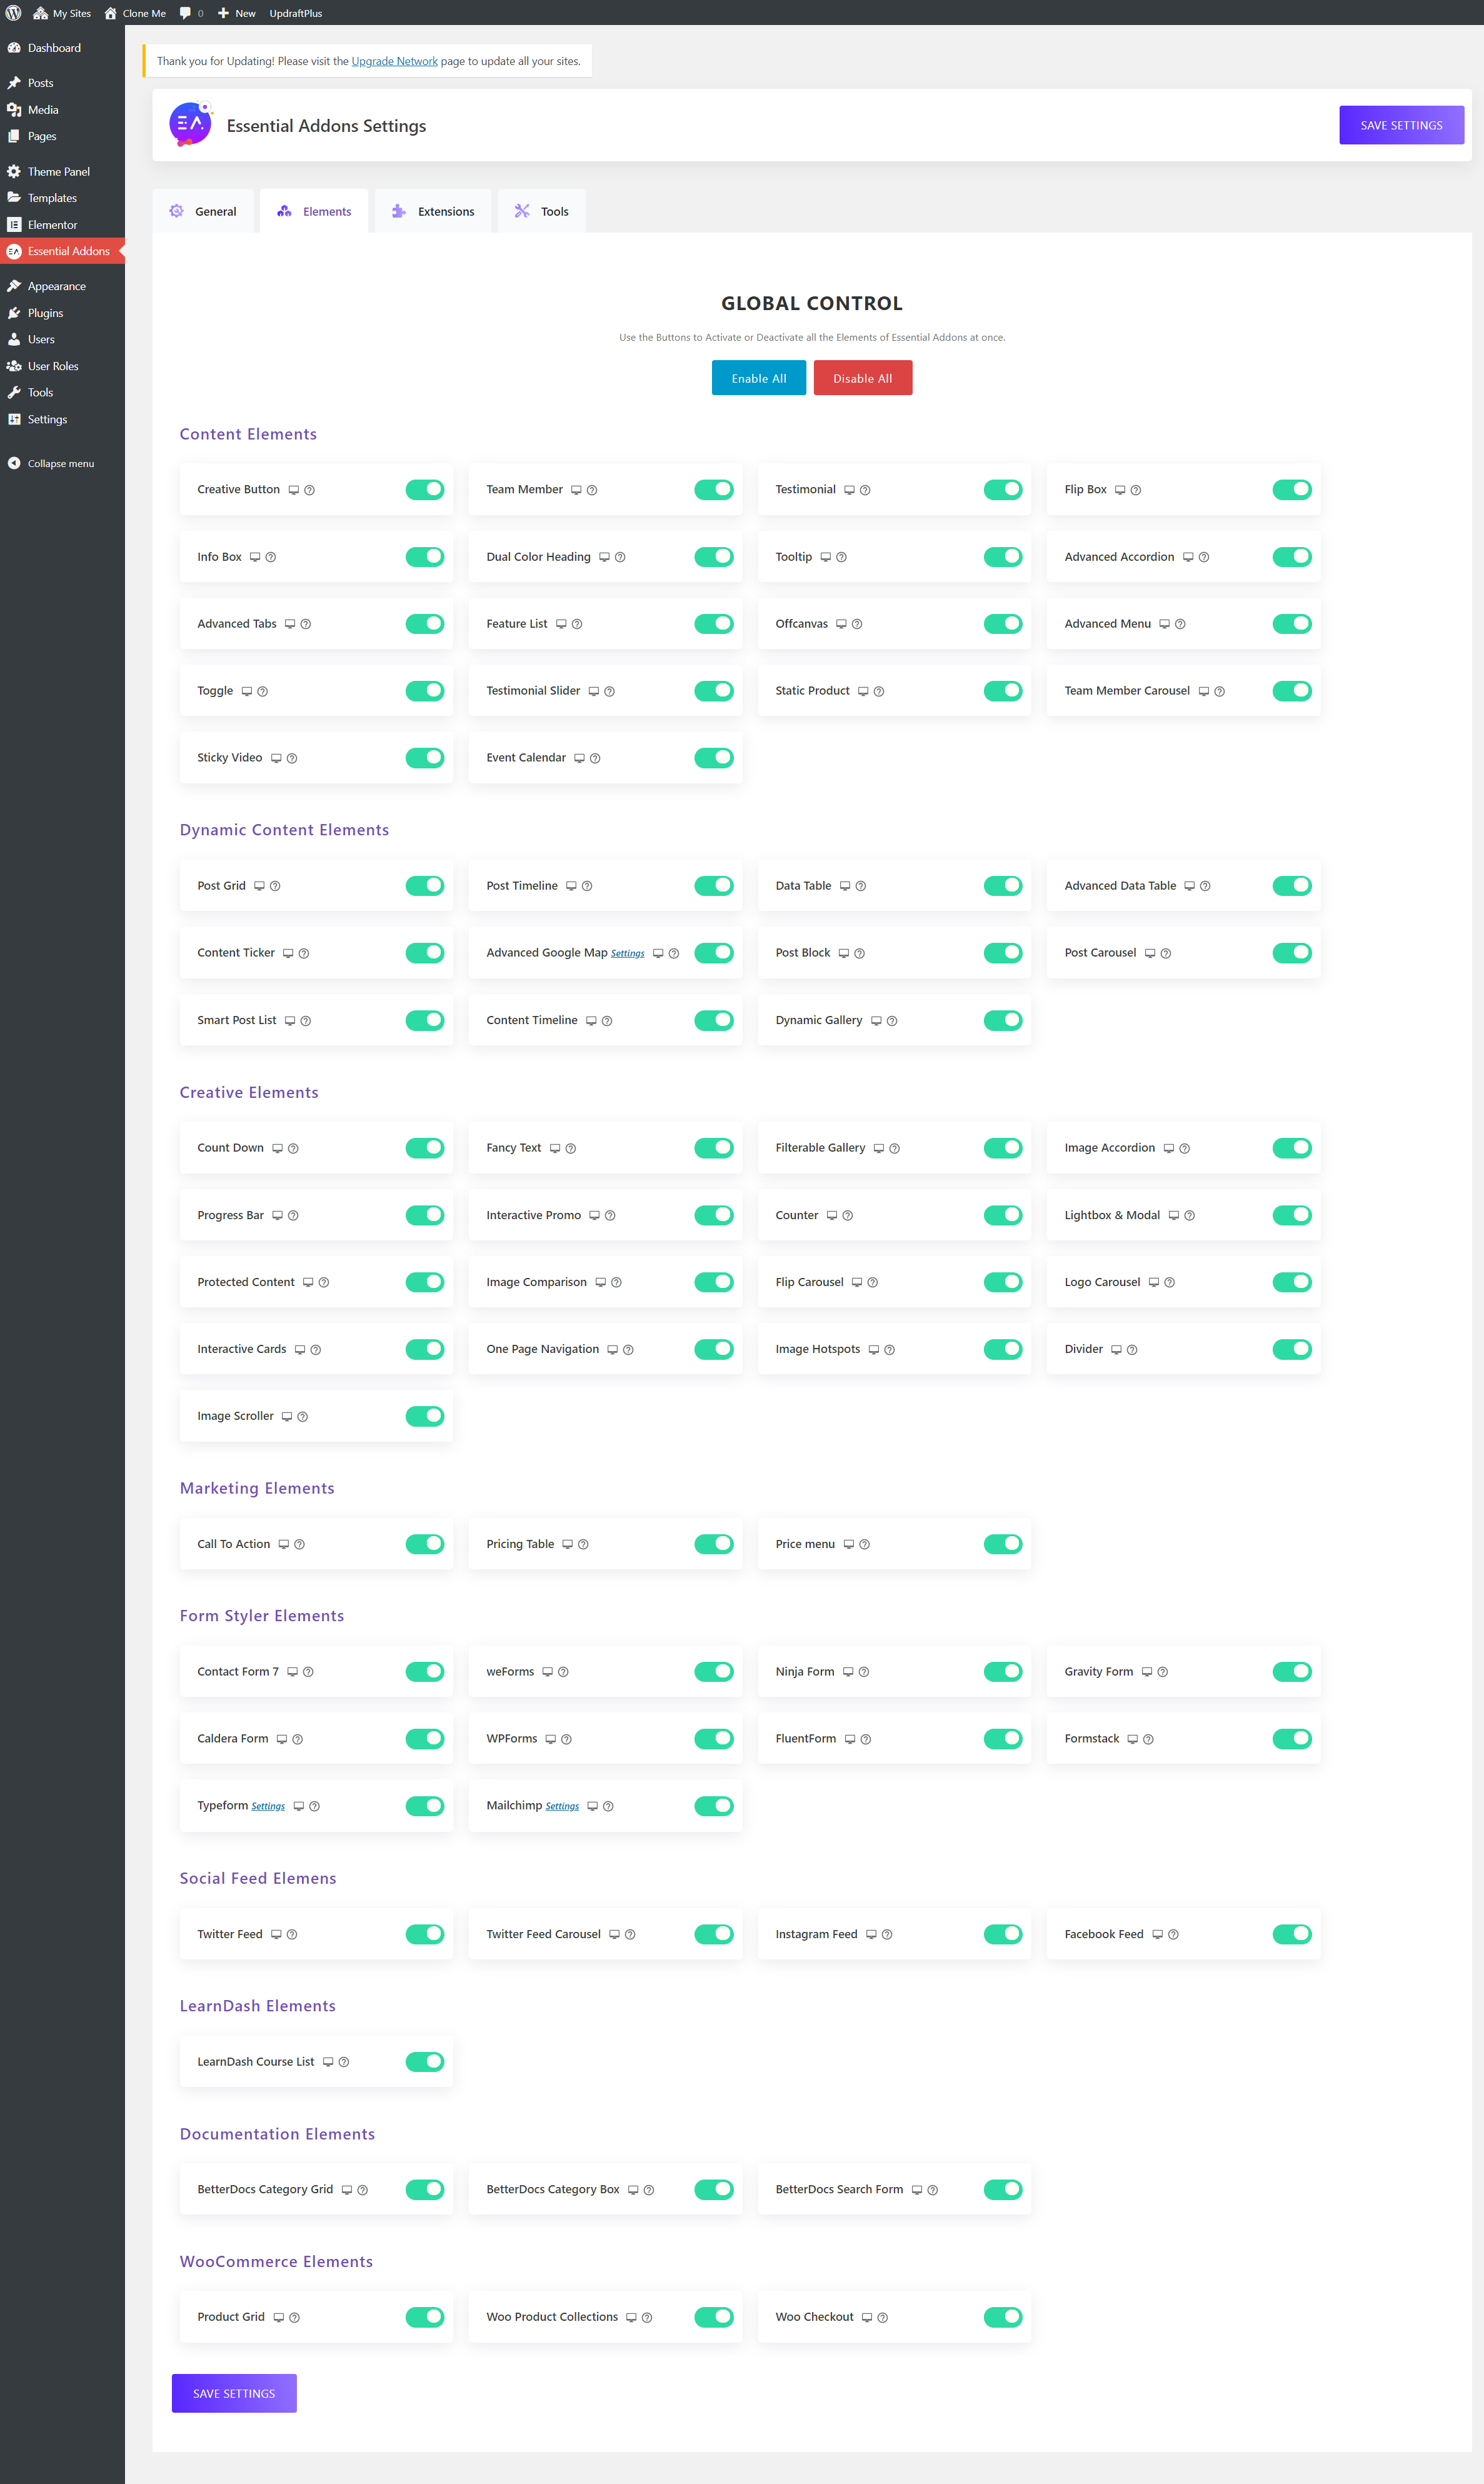 My Sites Clone Me 0 New UpdraftPlus
Dashboard
Posts
Media
Pages
Theme Panel
Templates
Elementor
Essential Addons
Appearance
Plugins
Users
User Roles
Tools
Settings
Collapse menu
Thank you for Updating! Please visit the Upgrade Network page to update all your sites.
Essential Addons Settings
SAVE SETTINGS
General Elements Extensions Tools
GLOBAL CONTROL
Use the Buttons to Activate or Deactivate all the Elements of Essential Addons at once.
Enable All Disable All
Content Elements
Creative Button Team Member Testimonial Flip Box
Info Box Dual Color Heading Tooltip Advanced Accordion
Advanced Tabs Feature List Offcanvas Advanced Menu
Toggle Testimonial Slider Static Product Team Member Carousel
Sticky Video Event Calendar
Dynamic Content Elements
Post Grid Post Timeline Data Table Advanced Data Table
Content Ticker Advanced Google Map Settings Post Block Post Carousel
Smart Post List Content Timeline Dynamic Gallery
Creative Elements
Count Down Fancy Text Filterable Gallery Image Accordion
Progress Bar Interactive Promo Counter Lightbox & Modal
Protected Content Image Comparison Flip Carousel Logo Carousel
Interactive Cards One Page Navigation Image Hotspots Divider
Image Scroller
Marketing Elements
Call To Action Pricing Table Price menu
Form Styler Elements
Contact Form 7 weForms Ninja Form Gravity Form
Caldera Form WPForms FluentForm Formstack
Typeform Settings Mailchimp Settings
Social Feed Elemens
Twitter Feed Twitter Feed Carousel Instagram Feed Facebook Feed
LearnDash Elements
LearnDash Course List
Documentation Elements
BetterDocs Category Grid BetterDocs Category Box BetterDocs Search Form
WooCommerce Elements
Product Grid Woo Product Collections Woo Checkout
SAVE SETTINGS